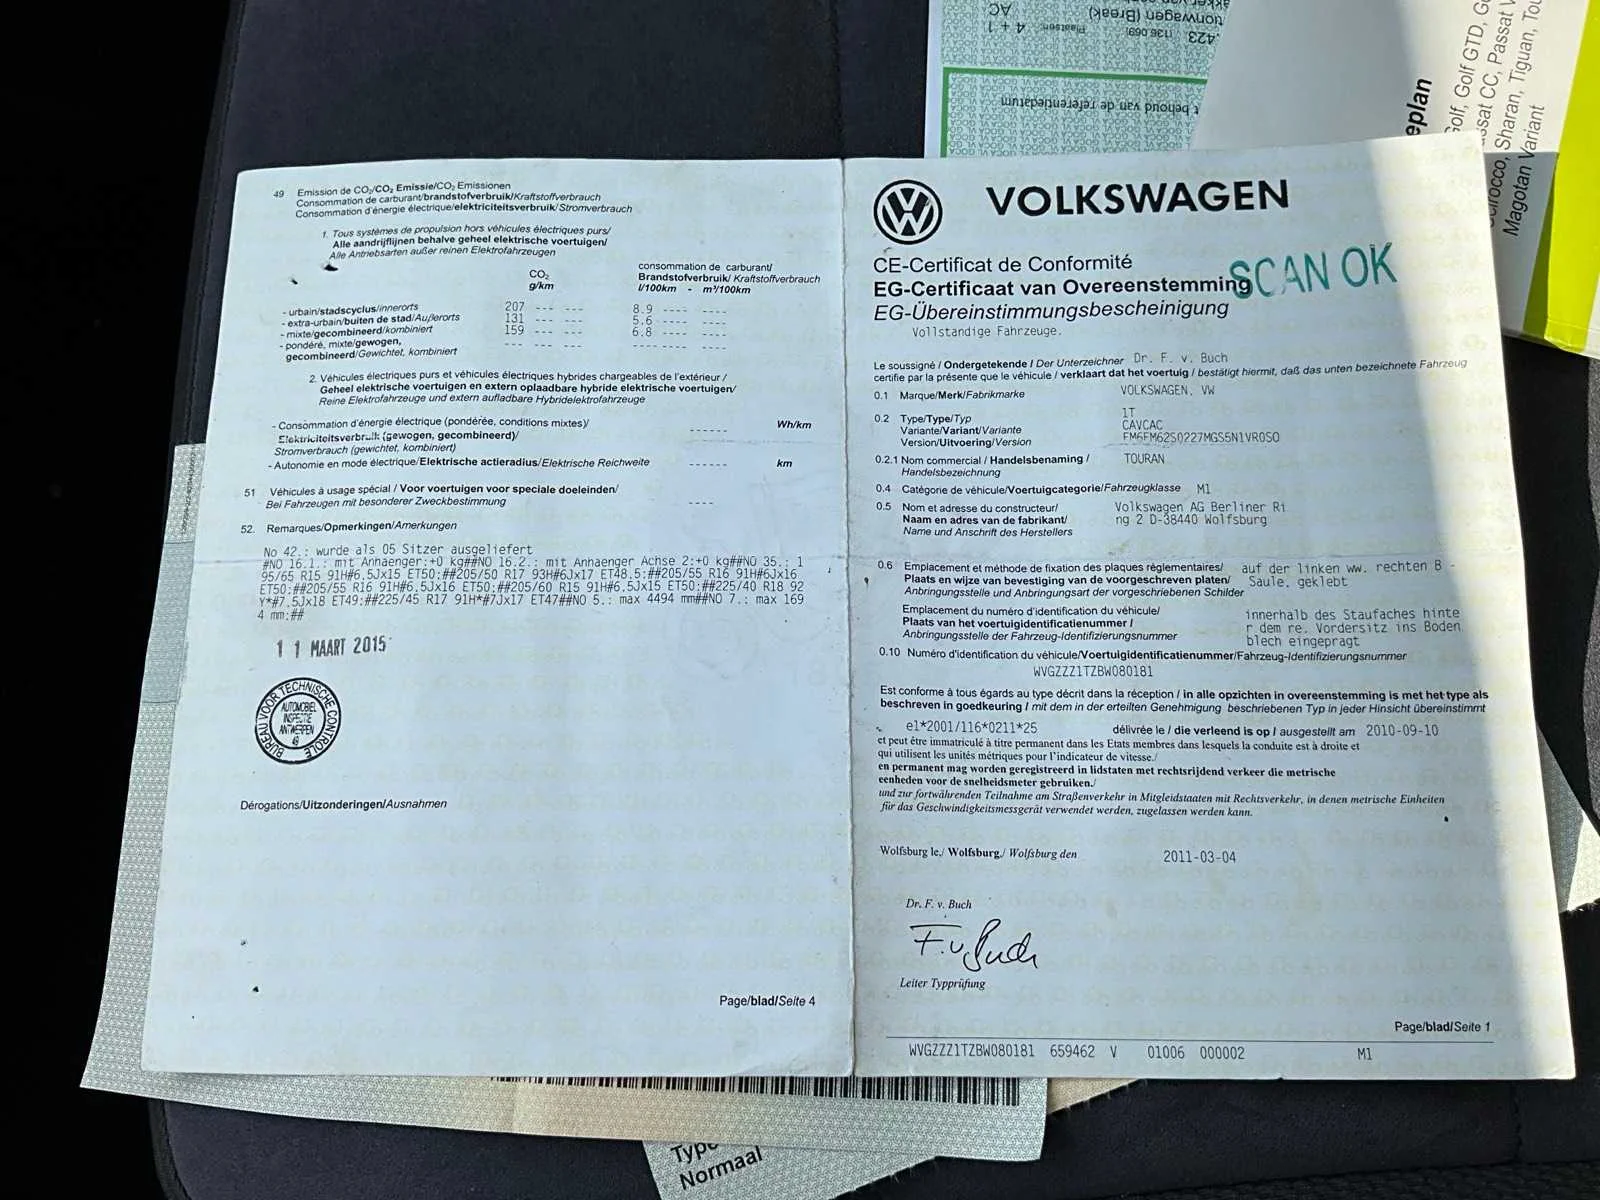 49 Emission de CO₂/CO₂ Emissie/CO₂ Emissionen
Consommation de carburant/brandstofverbruik/Kraftstoffverbrauch
Consommation d'énergie électrique/elektriciteitsverbruik/Stromverbrauch
1. Tous systèmes de propulsion hors véhicules électriques purs/
Alle aandrijflijnen behalve geheel elektrische voertuigen/
Alle Antriebsarten außer reinen Elektrofahrzeugen
CO₂
g/km
consommation de carburant/
Brandstofverbruik/ Kraftstoffverbrauch
l/100km - m³/100km
- urbain/stadscyclus/innerorts 207 --- --- 8.9 ---- ----
- extra-urbain/buiten de stad/Außerorts 131 --- --- 5.6 ---- ----
- mixte/gecombineerd/kombiniert 159 --- --- 6.8 ---- ----
- pondéré, mixte/gewogen, --- --- --- ---- ---- ----
gecombineerd/Gewichtet, kombiniert
2. Véhicules électriques purs et véhicules électriques hybrides chargeables de l'extérieur /
Geheel elektrische voertuigen en extern oplaadbare hybride elektrische voertuigen/
Reine Elektrofahrzeuge und extern aufladbare Hybridelektrofahrzeuge
- Consommation d'énergie électrique (pondérée, conditions mixtes)/ ------ Wh/km
Elektriciteitsverbruik (gewogen, gecombineerd)/
Stromverbrauch (gewichtet, kombiniert)
- Autonomie en mode électrique/Elektrische actieradius/Elektrische Reichweite ------ km
51 Véhicules à usage spécial / Voor voertuigen voor speciale doeleinden/
Bei Fahrzeugen mit besonderer Zweckbestimmung ----
52. Remarques/Opmerkingen/Amerkungen
No 42.: wurde als 05 Sitzer ausgeliefert
#NO 16.1.: mit Anhaenger:+0 kg##NO 16.2.: mit Anhaenger Achse 2:+0 kg##NO 35.: 1
95/65 R15 91H#6.5Jx15 ET50:##205/50 R17 93H#6Jx17 ET48.5:##205/55 R16 91H#6Jx16
ET50:##205/55 R16 91H#6.5Jx16 ET50:##205/60 R15 91H#6.5Jx15 ET50:##225/40 R18 92
Y*#7.5Jx18 ET49:##225/45 R17 91H*#7Jx17 ET47##NO 5.: max 4494 mm##NO 7.: max 169
4 mm:##
11 MAART 2015
BUREAU VOOR TECHNISCHE CONTROLE
AUTOMOBIEL
INSPECTIE
ANTWERPEN
49
Dérogations/Uitzonderingen/Ausnahmen
Page/blad/Seite 4
VOLKSWAGEN
CE-Certificat de Conformité
EG-Certificaat van Overeenstemming
SCAN OK
EG-Übereinstimmungsbescheinigung
Vollstandige Fahrzeuge.
Le soussigné / Ondergetekende / Der Unterzeichner Dr. F. v. Buch
certifie par la présente que le véhicule / verklaart dat het voertuig / bestätigt hiermit, daß das unten bezeichnete Fahrzeug
0.1 Marque/Merk/Fabrikmarke VOLKSWAGEN, VW
0.2 Type/Type/Typ 1T
Variante/Variant/Variante CAVCAC
Version/Uitvoering/Version FM6FM62S0227MGS5N1VR0SO
0.2.1 Nom commercial / Handelsbenaming / TOURAN
Handelsbezeichnung
0.4 Catégorie de véhicule/Voertuigcategorie/Fahrzeugklasse M1
0.5 Nom et adresse du constructeur/ Volkswagen AG Berliner Ri
Naam en adres van de fabrikant/ ng 2 D-38440 Wolfsburg
Name und Anschrift des Herstellers
0.6 Emplacement et méthode de fixation des plaques réglementaires/ auf der linken ww. rechten B -
Plaats en wijze van bevestiging van de voorgeschreven platen/ Saule. geklebt
Anbringungsstelle und Anbringungsart der vorgeschriebenen Schilder
Emplacement du numéro d'identification du véhicule/ innerhalb des Staufaches hinte
Plaats van het voertuigidentificatienummer / r dem re. Vordersitz ins Boden
Anbringungsstelle der Fahrzeug-Identifizierungsnummer blech eingepragt
0.10 Numéro d'identification du véhicule/Voertuigidentificatienummer/Fahrzeug-Identifizierungsnummer
WVGZZZ1TZBW080181
Est conforme à tous égards au type décrit dans la réception / in alle opzichten in overeenstemming is met het type als
beschreven in goedkeuring / mit dem in der erteilten Genehmigung beschriebenen Typ in jeder Hinsicht übereinstimmt
e1*2001/116*0211*25 délivrée le / die verleend is op / ausgestellt am 2010-09-10
et peut être immatriculé à titre permanent dans les Etats membres dans lesquels la conduite est à droite et
qui utilisent les unités métriques pour l'indicateur de vitesse./
en permanent mag worden geregistreerd in lidstaten met rechtsrijdend verkeer die metrische
eenheden voor de snelheidsmeter gebruiken./
und zur fortwährenden Teilnahme am Straßenverkehr in Mitgliedstaaten mit Rechtsverkehr, in denen metrische Einheiten
für das Geschwindigkeitsmessgerät verwendet werden, zugelassen werden kann.
Wolfsburg le,/ Wolfsburg,/ Wolfsburg den 2011-03-04
Dr. F. v. Buch
F. v. Buch
Leiter Typprüfung
Page/blad/Seite 1
WVGZZZ1TZBW080181 659462 V 01006 000002 M1
Normaal
AC
4 + 1
Plaatsen
(136.069)
.423
tionwagen (Break)
t behoud van de referentiedatum
eplan
Golf, Golf GTD,
ssat CC, Passat
Scirocco, Sharan, Tiguan,
Magotan Variant